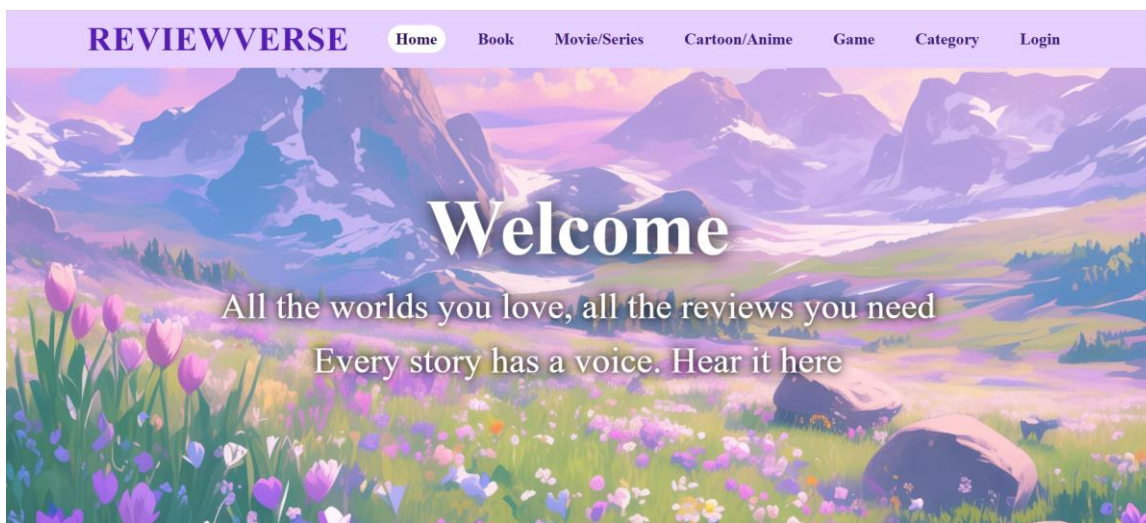 REVIEWVERSE Home Book Movie/Series Cartoon/Anime Game Category Login
Welcome
All the worlds you love, all the reviews you need
Every story has a voice. Hear it here